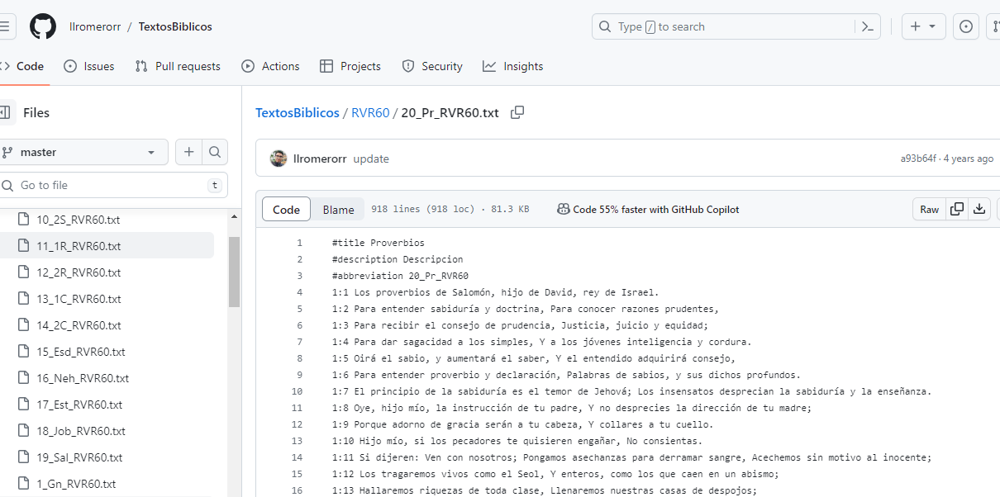 llromerorr / TextosBiblicos
Type / to search
Code
Issues
Pull requests
Actions
Projects
Security
Insights
Files
master
Go to file
t
10_2S_RVR60.txt
11_1R_RVR60.txt
12_2R_RVR60.txt
13_1C_RVR60.txt
14_2C_RVR60.txt
15_Esd_RVR60.txt
16_Neh_RVR60.txt
17_Est_RVR60.txt
18_Job_RVR60.txt
19_Sal_RVR60.txt
1_Gn_RVR60.txt
TextosBiblicos / RVR60 / 20_Pr_RVR60.txt
llromerorr update
a93b64f · 4 years ago
Code
Blame
918 lines (918 loc) · 81.3 KB
Code 55% faster with GitHub Copilot
Raw
1 #title Proverbios
2 #description Descripcion
3 #abbreviation 20_Pr_RVR60
4 1:1 Los proverbios de Salomón, hijo de David, rey de Israel.
5 1:2 Para entender sabiduría y doctrina, Para conocer razones prudentes,
6 1:3 Para recibir el consejo de prudencia, Justicia, juicio y equidad;
7 1:4 Para dar sagacidad a los simples, Y a los jóvenes inteligencia y cordura.
8 1:5 Oirá el sabio, y aumentará el saber, Y el entendido adquirirá consejo,
9 1:6 Para entender proverbio y declaración, Palabras de sabios, y sus dichos profundos.
10 1:7 El principio de la sabiduría es el temor de Jehová; Los insensatos desprecian la sabiduría y la enseñanza.
11 1:8 Oye, hijo mío, la instrucción de tu padre, Y no desprecies la dirección de tu madre;
12 1:9 Porque adorno de gracia serán a tu cabeza, Y collares a tu cuello.
13 1:10 Hijo mío, si los pecadores te quisieren engañar, No consientas.
14 1:11 Si dijeren: Ven con nosotros; Pongamos asechanzas para derramar sangre, Acechemos sin motivo al inocente;
15 1:12 Los tragaremos vivos como el Seol, Y enteros, como los que caen en un abismo;
16 1:13 Hallaremos riquezas de toda clase, Llenaremos nuestras casas de despojos;